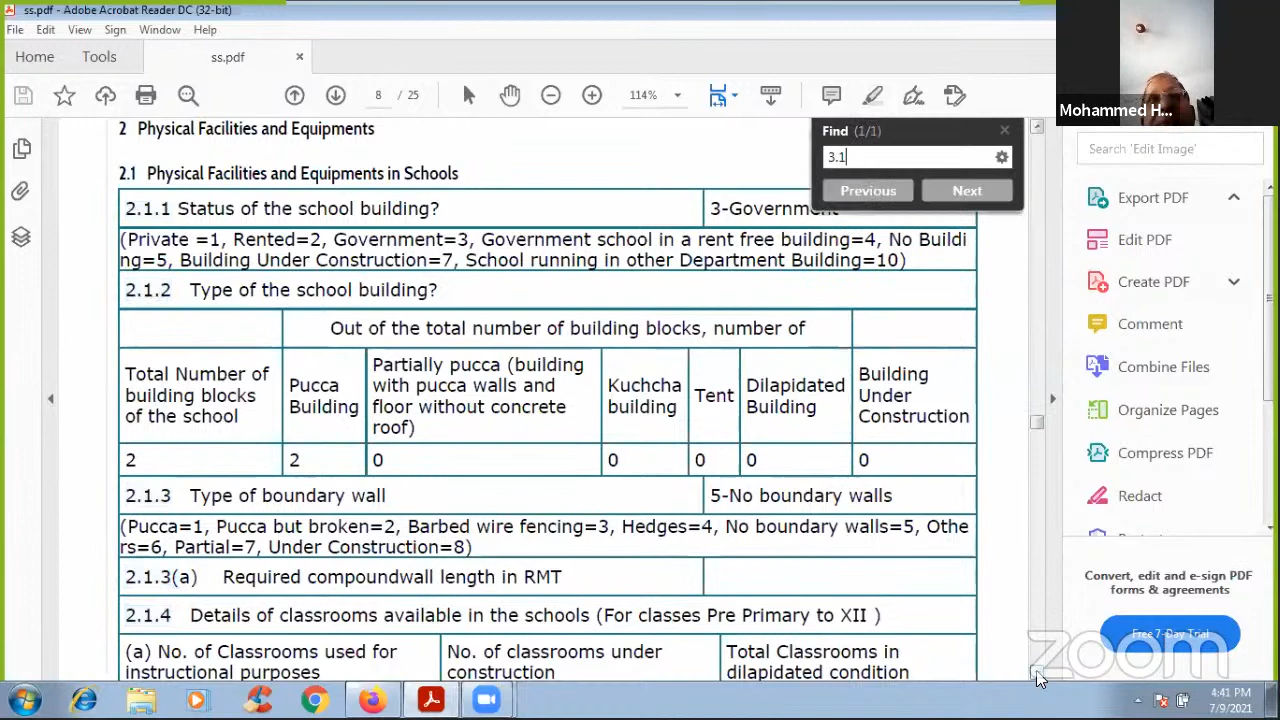 ss.pdf - Adobe Acrobat Reader DC (32-bit)
File Edit View Sign Window Help
Home Tools ss.pdf ×
8 / 25 114%
Mohammed H...
Find (1/1)
3.1
Previous Next
2 Physical Facilities and Equipments
2.1 Physical Facilities and Equipments in Schools
2.1.1 Status of the school building? 3-Government
(Private =1, Rented=2, Government=3, Government school in a rent free building=4, No Buildi
ng=5, Building Under Construction=7, School running in other Department Building=10)
2.1.2 Type of the school building?
Out of the total number of building blocks, number of
Total Number of
building blocks
of the school
Pucca
Building
Partially pucca (building
with pucca walls and
floor without concrete
roof)
Kuchcha
building
Tent
Dilapidated
Building
Building
Under
Construction
2 2 0 0 0 0 0
2.1.3 Type of boundary wall 5-No boundary walls
(Pucca=1, Pucca but broken=2, Barbed wire fencing=3, Hedges=4, No boundary walls=5, Othe
rs=6, Partial=7, Under Construction=8)
2.1.3(a) Required compoundwall length in RMT
2.1.4 Details of classrooms available in the schools (For classes Pre Primary to XII )
(a) No. of Classrooms used for
instructional purposes
No. of Classrooms under
construction
Total Classrooms in
dilapidated condition
Search 'Edit Image'
Export PDF
Edit PDF
Create PDF
Comment
Combine Files
Organize Pages
Compress PDF
Redact
Convert, edit and e-sign PDF
forms & agreements
Free 7-Day Trial
zoom
4:41 PM
7/9/2021